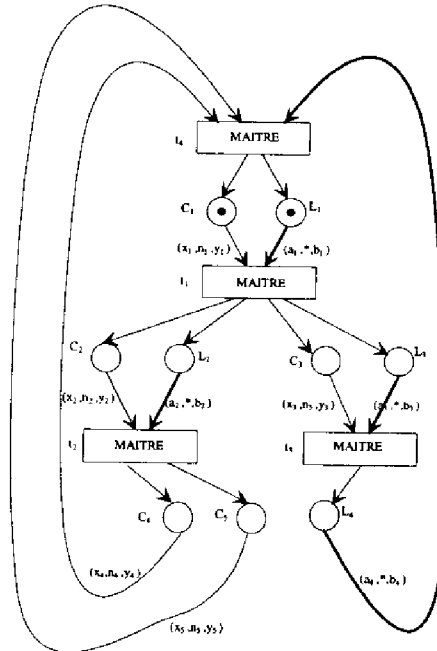 MAITRE
t₄
C₁ L₁
(x₁,n₁,y₁) (a₁,*,b₁)
t₁
MAITRE
C₂ L₂ C₃ L₃
(x₂,n₂,y₂) (a₂,*,b₂) (x₃,n₃,y₃) (a₃,*,b₃)
t₂ MAITRE t₃ MAITRE
C₄ C₅ L₄
(x₄,n₄,y₄) (a₄,*,b₄)
(x₅,n₅,y₅)